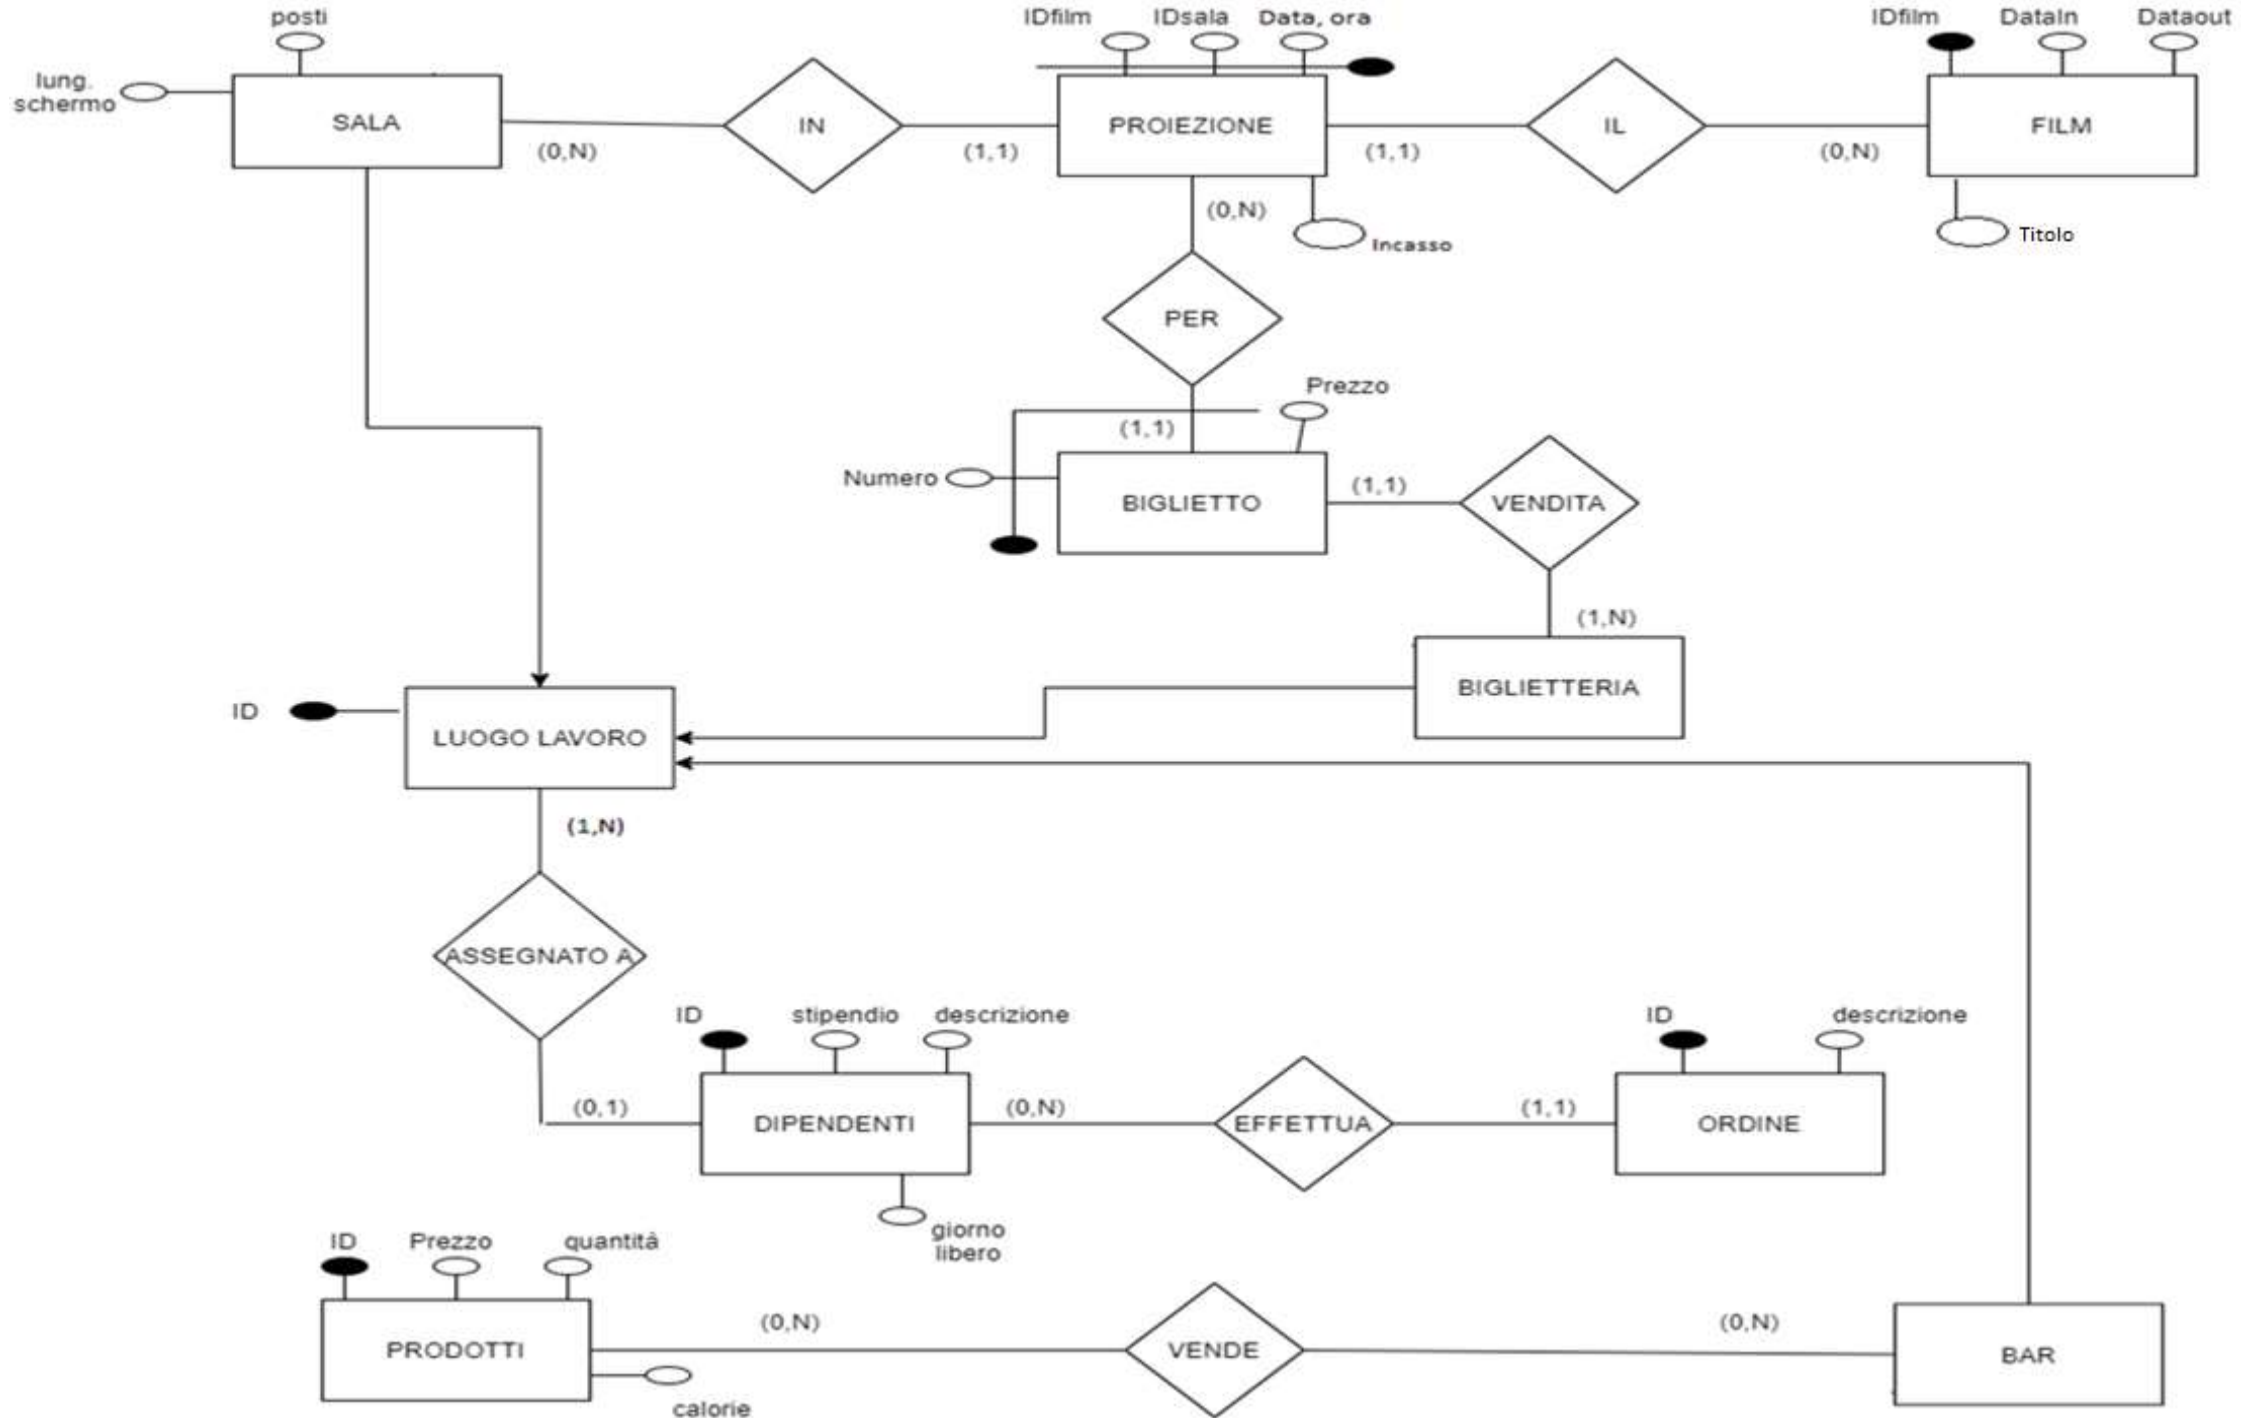 posti
IDfilm
IDsala
Data, ora
IDfilm
DataIn
Dataout
lung.
schermo
SALA
IN
PROIEZIONE
IL
FILM
(0,N)
(1,1)
(1,1)
(0,N)
(0,N)
Incasso
Titolo
PER
Prezzo
(1,1)
Numero
BIGLIETTO
(1,1)
VENDITA
(1,N)
BIGLIETTERIA
ID
LUOGO LAVORO
(1,N)
ASSEGNATO A
ID
stipendio
descrizione
ID
descrizione
(0,1)
DIPENDENTI
(0,N)
EFFETTUA
(1,1)
ORDINE
giorno
libero
ID
Prezzo
quantità
PRODOTTI
(0,N)
VENDE
(0,N)
BAR
calorie